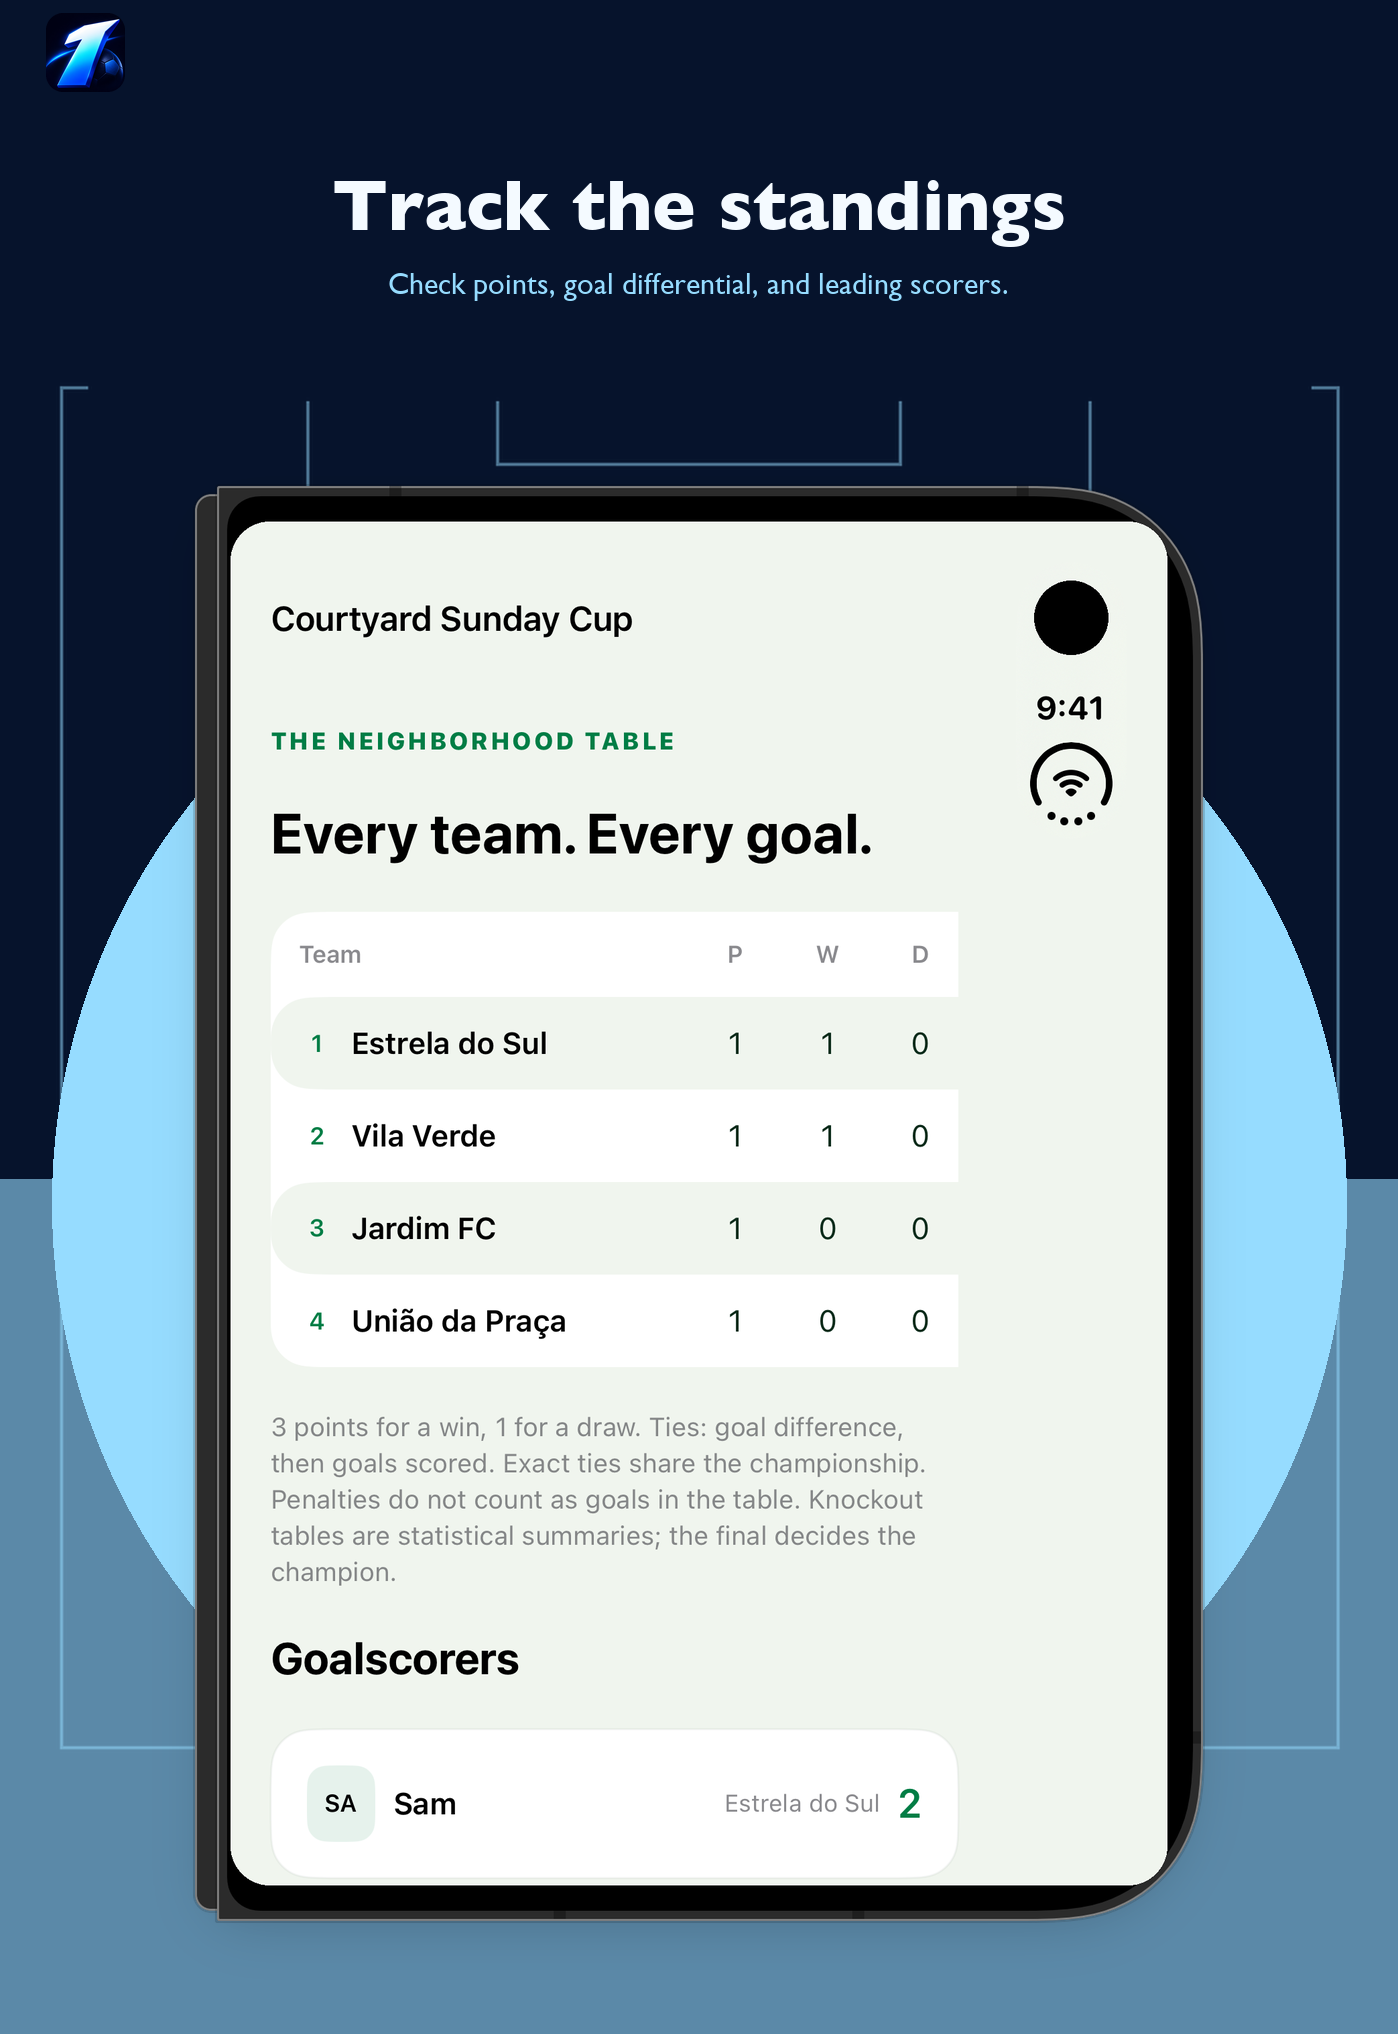 1
Track the standings
Check points, goal differential, and leading scorers.
Courtyard Sunday Cup
9:41
THE NEIGHBORHOOD TABLE
Every team. Every goal.
Team P W D
1 Estrela do Sul 1 1 0
2 Vila Verde 1 1 0
3 Jardim FC 1 0 0
4 União da Praça 1 0 0
3 points for a win, 1 for a draw. Ties: goal difference,
then goals scored. Exact ties share the championship.
Penalties do not count as goals in the table. Knockout
tables are statistical summaries; the final decides the
champion.
Goalscorers
SA Sam Estrela do Sul 2